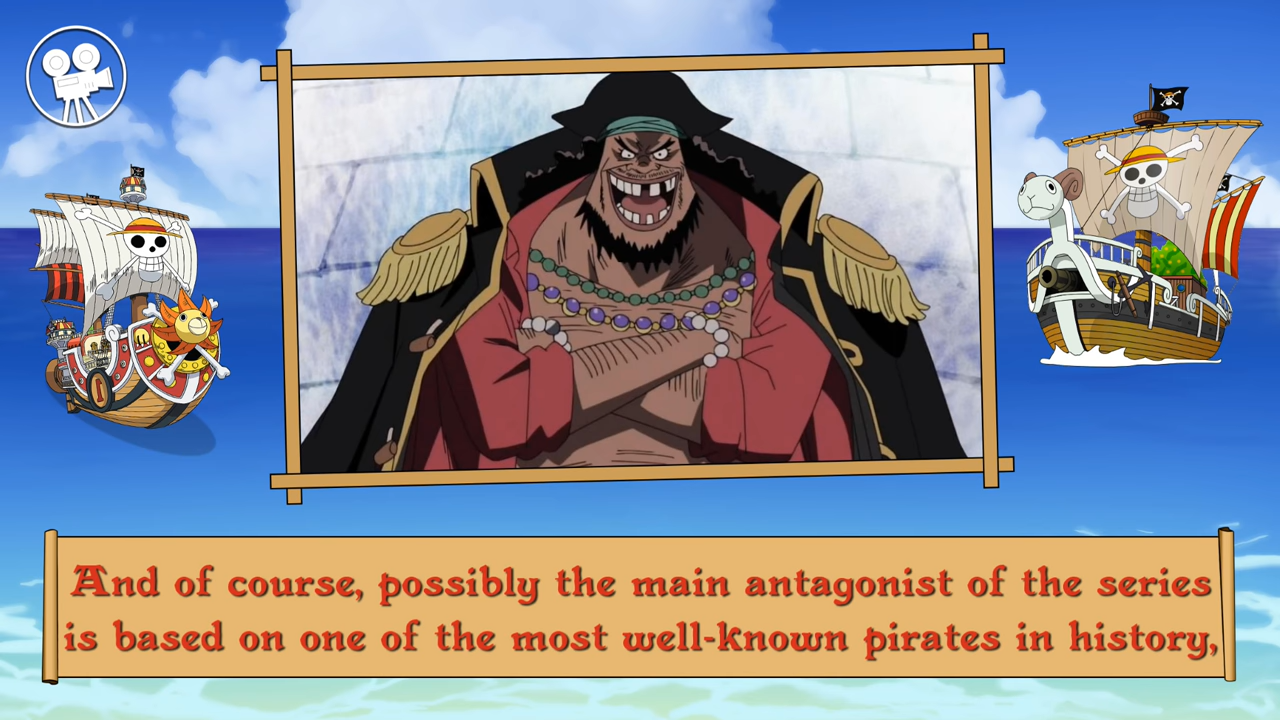 And of course, possibly the main antagonist of the series
is based on one of the most well-known pirates in history,